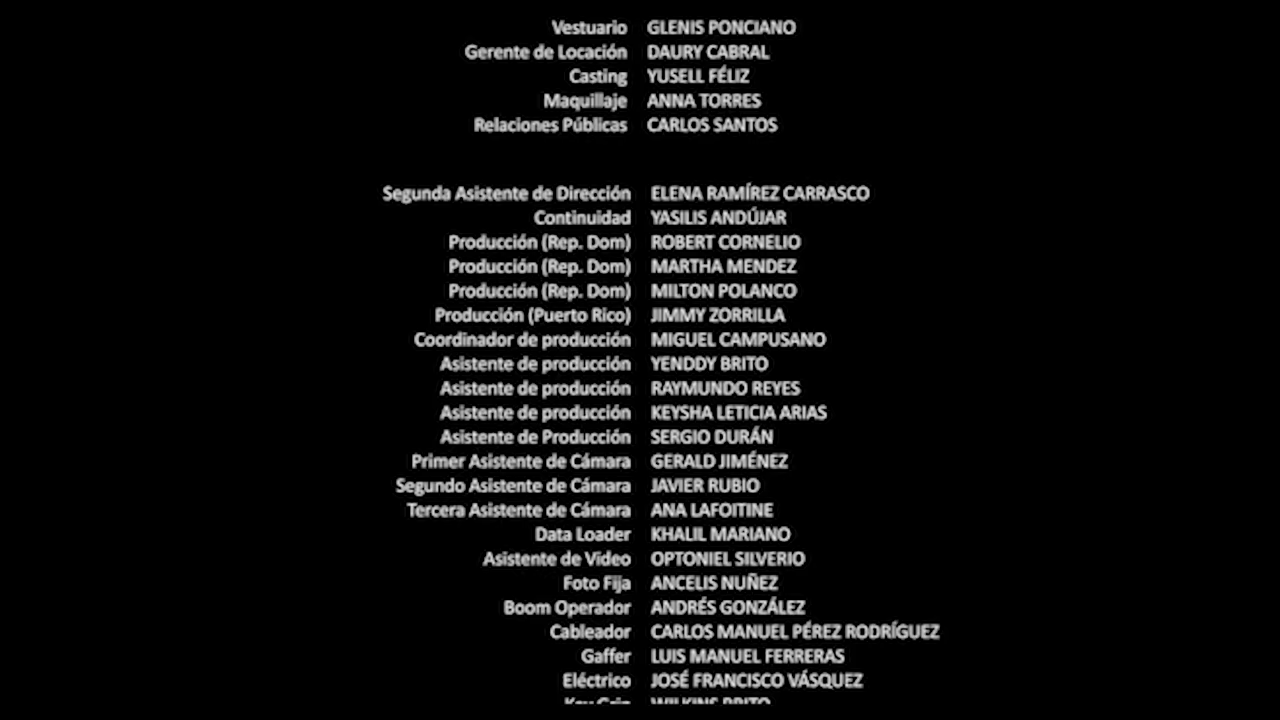 Vestuario GLENIS PONCIANO
Gerente de Locación DAURY CABRAL
Casting YUSELL FÉLIZ
Maquillaje ANNA TORRES
Relaciones Públicas CARLOS SANTOS
Segunda Asistente de Dirección ELENA RAMÍREZ CARRASCO
Continuidad YASILIS ANDÚJAR
Producción (Rep. Dom) ROBERT CORNELIO
Producción (Rep. Dom) MARTHA MENDEZ
Producción (Rep. Dom) MILTON POLANCO
Producción (Puerto Rico) JIMMY ZORRILLA
Coordinador de producción MIGUEL CAMPUSANO
Asistente de producción YENDDY BRITO
Asistente de producción RAYMUNDO REYES
Asistente de producción KEYSHA LETICIA ARIAS
Asistente de Producción SERGIO DURÁN
Primer Asistente de Cámara GERALD JIMÉNEZ
Segundo Asistente de Cámara JAVIER RUBIO
Tercera Asistente de Cámara ANA LAFOITINE
Data Loader KHALIL MARIANO
Asistente de Video OPTONIEL SILVERIO
Foto Fija ANCELIS NUÑEZ
Boom Operador ANDRÉS GONZÁLEZ
Cableador CARLOS MANUEL PÉREZ RODRÍGUEZ
Gaffer LUIS MANUEL FERRERAS
Eléctrico JOSÉ FRANCISCO VÁSQUEZ
Key Grip WILKINS BRITO